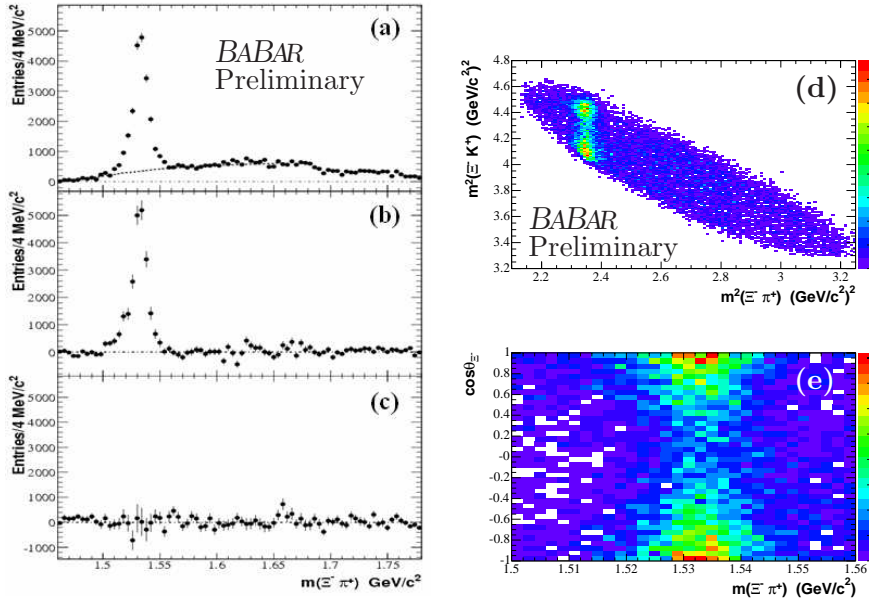 (a)
BABAR
Preliminary
Entries/4 MeV/c²
5000
4000
3000
2000
1000
0
(b)
Entries/4 MeV/c²
5000
4000
3000
2000
1000
0
(c)
Entries/4 MeV/c²
5000
4000
3000
2000
1000
0
-1000
1.5 1.55 1.6 1.65 1.7 1.75
m(Ξ⁻ π⁺) GeV/c²
(d)
m²(Ξ⁻ K⁺) (GeV/c²)²
4.8
4.6
4.4
4.2
4
3.8
3.6
3.4
3.2
BABAR
Preliminary
2.2 2.4 2.6 2.8 3 3.2
m²(Ξ⁻ π⁺) (GeV/c²)²
(e)
cosθΞ⁻
1
0.8
0.6
0.4
0.2
-0
-0.2
-0.4
-0.6
-0.8
-1
1.5 1.51 1.52 1.53 1.54 1.55 1.56
m(Ξ⁻ π⁺) (GeV/c²)